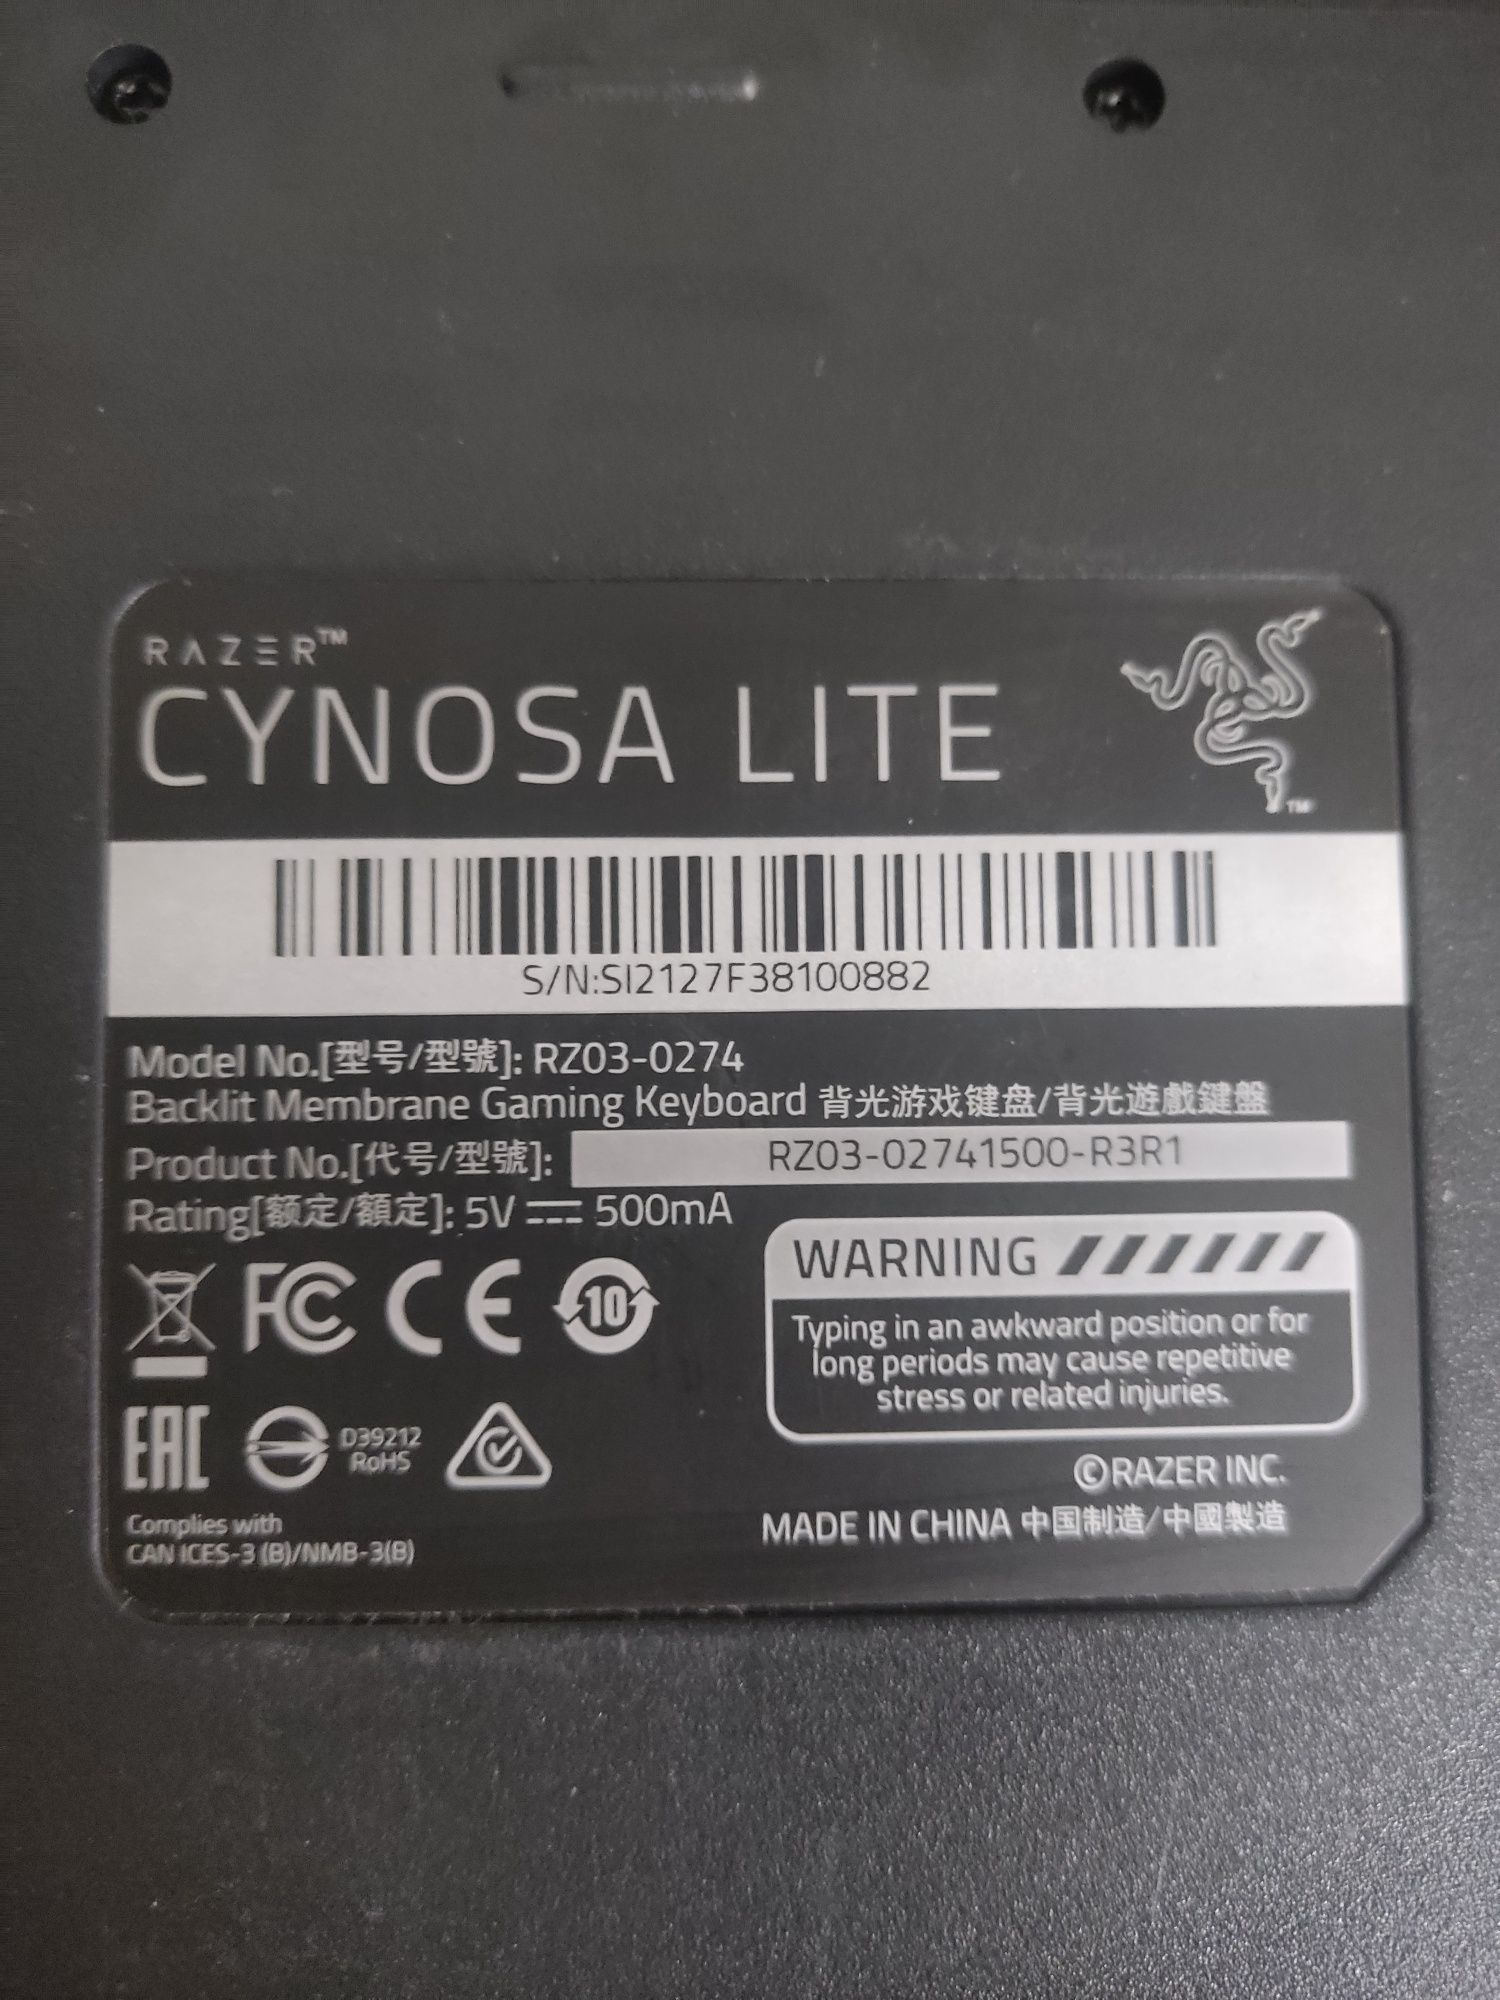 RAZER™
CYNOSA LITE
™
S/N:SI2127F38100882
Model No.[型号/型號]: RZ03-0274
Backlit Membrane Gaming Keyboard 背光游戏键盘/背光遊戲鍵盤
Product No.[代号/型號]: RZ03-02741500-R3R1
Rating[额定/額定]: 5V ⎓ 500mA
FC CE 10
WARNING
Typing in an awkward position or for
long periods may cause repetitive
stress or related injuries.
EAC D39212
RoHS
©RAZER INC.
MADE IN CHINA 中国制造/中國製造
Complies with
CAN ICES-3 (B)/NMB-3(B)